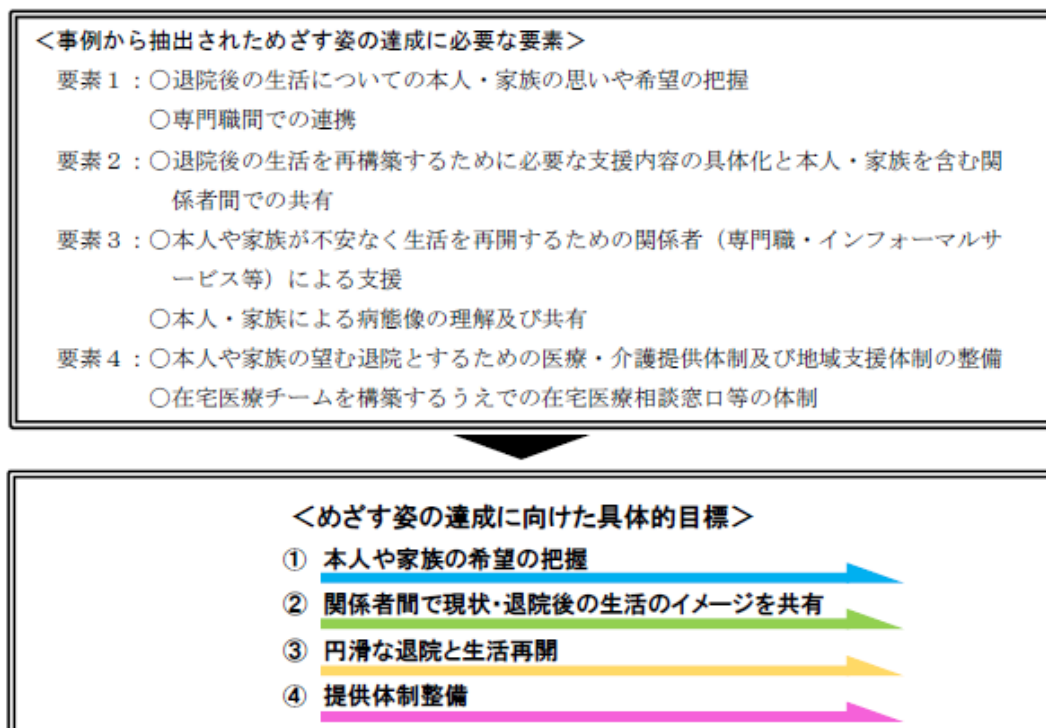 ＜事例から抽出されためざす姿の達成に必要な要素＞
要素１：○退院後の生活についての本人・家族の思いや希望の把握
○専門職間での連携
要素２：○退院後の生活を再構築するために必要な支援内容の具体化と本人・家族を含む関
係者間での共有
要素３：○本人や家族が不安なく生活を再開するための関係者（専門職・インフォーマルサ
ービス等）による支援
○本人・家族による病態像の理解及び共有
要素４：○本人や家族の望む退院とするための医療・介護提供体制及び地域支援体制の整備
○在宅医療チームを構築するうえでの在宅医療相談窓口等の体制
＜めざす姿の達成に向けた具体的目標＞
① 本人や家族の希望の把握
② 関係者間で現状・退院後の生活のイメージを共有
③ 円滑な退院と生活再開
④ 提供体制整備